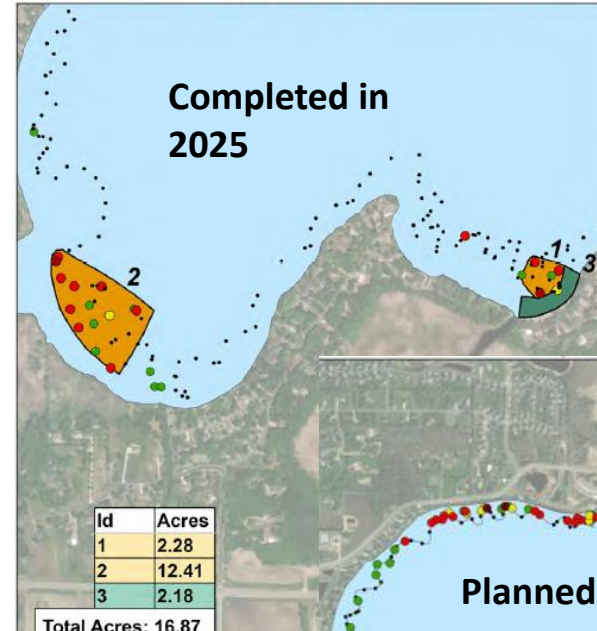 Completed in
2025
1
3
2
Id Acres
1 2.28
2 12.41
3 2.18
Total Acres: 16.87
Planned